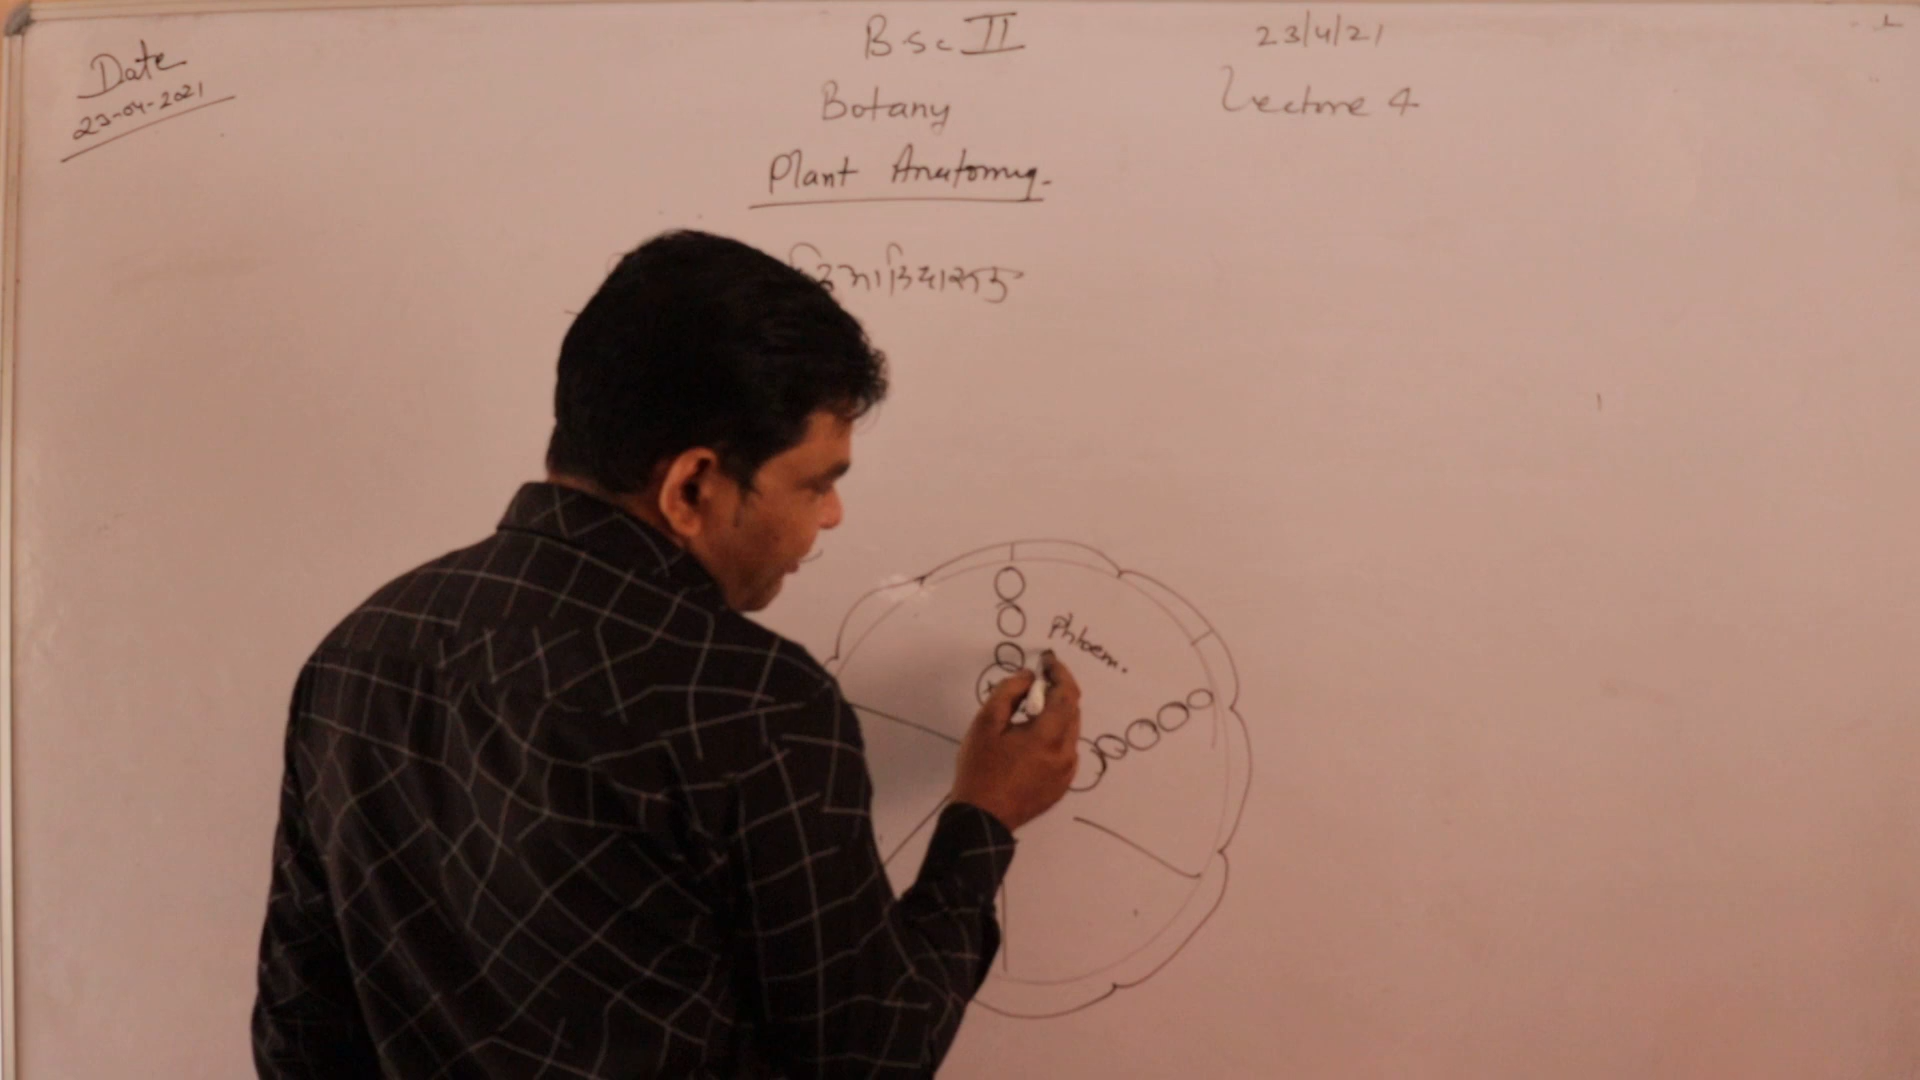 Date
23-04-2021
BSc II
23/4/21
Botany
Lecture 4
Plant Anatomy
Phloem.